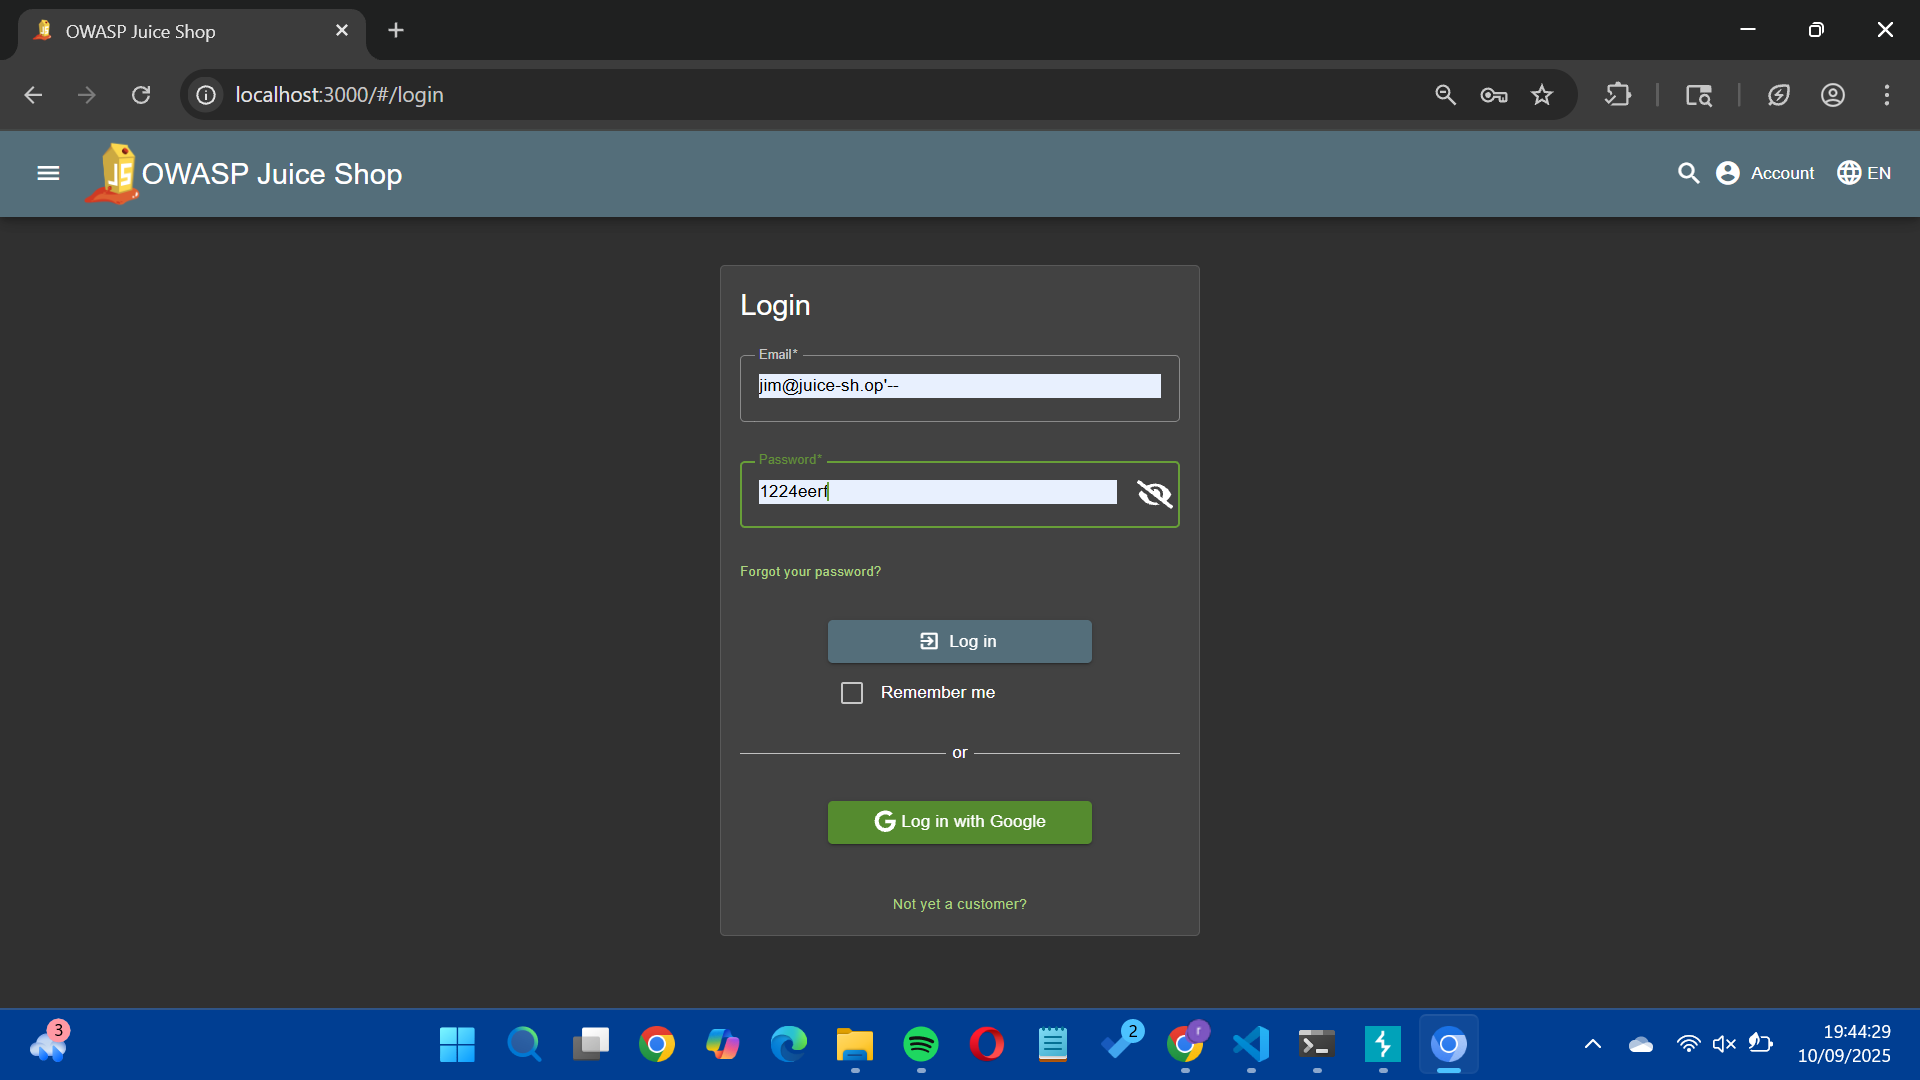 OWASP Juice Shop
localhost:3000/#/login
OWASP Juice Shop
Account
EN
Login
Email*
jim@juice-sh.op'--
Password*
1224eerf
Forgot your password?
Log in
Remember me
or
Log in with Google
Not yet a customer?
3
2
r
19:44:29
10/09/2025